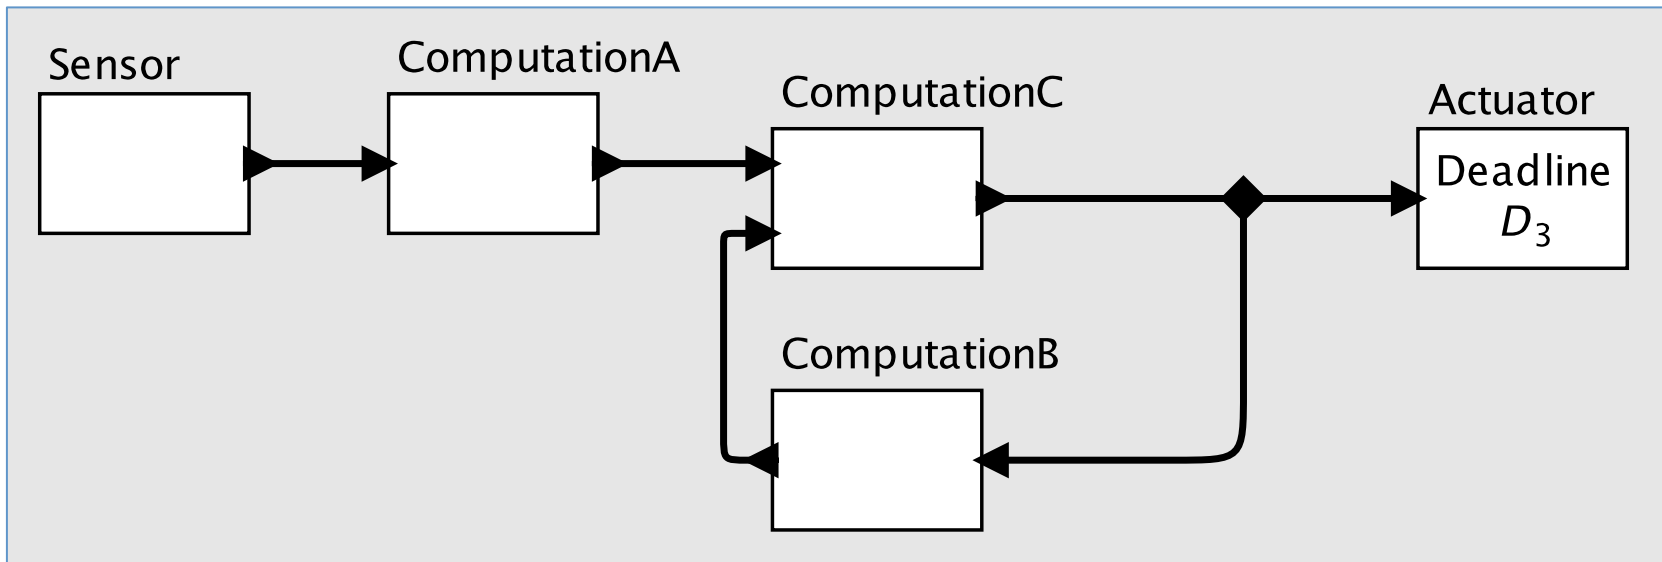 Sensor
ComputationA
ComputationC
Actuator
Deadline
D3
ComputationB